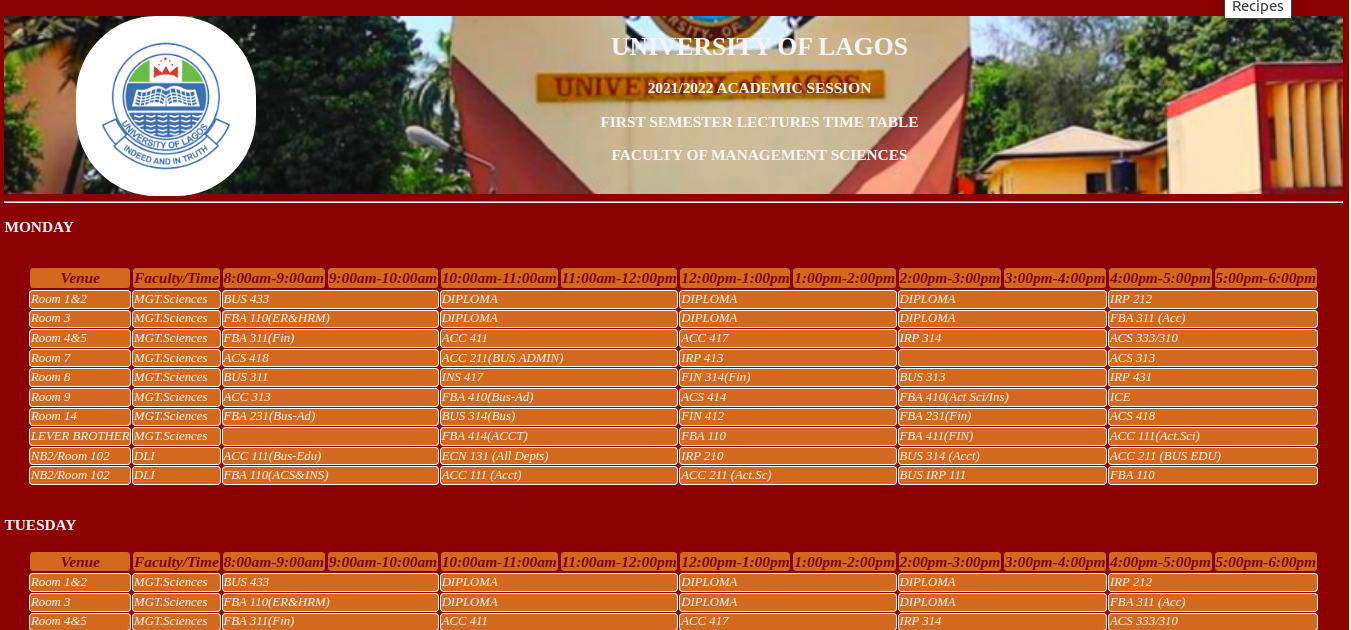 Recipes
UNIVERSITY OF LAGOS
UNIVERSITY of LAGOS
2021/2022 ACADEMIC SESSION
FIRST SEMESTER LECTURES TIME TABLE
FACULTY OF MANAGEMENT SCIENCES
UNIVERSITY OF LAGOS
INDEED AND IN TRUTH
MONDAY
Venue Faculty/Time 8:00am-9:00am 9:00am-10:00am 10:00am-11:00am 11:00am-12:00pm 12:00pm-1:00pm 1:00pm-2:00pm 2:00pm-3:00pm 3:00pm-4:00pm 4:00pm-5:00pm 5:00pm-6:00pm
Room 1&2 MGT.Sciences BUS 433 DIPLOMA DIPLOMA DIPLOMA IRP 212
Room 3 MGT.Sciences FBA 110(ER&HRM) DIPLOMA DIPLOMA DIPLOMA FBA 311 (Acc)
Room 4&5 MGT.Sciences FBA 311(Fin) ACC 411 ACC 417 IRP 314 ACS 333/310
Room 7 MGT.Sciences ACS 418 ACC 211(BUS ADMIN) IRP 413 ACS 313
Room 8 MGT.Sciences BUS 311 INS 417 FIN 314(Fin) BUS 313 IRP 431
Room 9 MGT.Sciences ACC 313 FBA 410(Bus-Ad) ACS 414 FBA 410(Act Sci/Ins) ICE
Room 14 MGT.Sciences FBA 231(Bus-Ad) BUS 314(Bus) FIN 412 FBA 231(Fin) ACS 418
LEVER BROTHER MGT.Sciences FBA 414(ACCT) FBA 110 FBA 411(FIN) ACC 111(Act.Sci)
NB2/Room 102 DLI ACC 111(Bus-Edu) ECN 131 (All Depts) IRP 210 BUS 314 (Acct) ACC 211 (BUS EDU)
NB2/Room 102 DLI FBA 110(ACS&INS) ACC 111 (Acct) ACC 211 (Act.Sc) BUS IRP 111 FBA 110
TUESDAY
Venue Faculty/Time 8:00am-9:00am 9:00am-10:00am 10:00am-11:00am 11:00am-12:00pm 12:00pm-1:00pm 1:00pm-2:00pm 2:00pm-3:00pm 3:00pm-4:00pm 4:00pm-5:00pm 5:00pm-6:00pm
Room 1&2 MGT.Sciences BUS 433 DIPLOMA DIPLOMA DIPLOMA IRP 212
Room 3 MGT.Sciences FBA 110(ER&HRM) DIPLOMA DIPLOMA DIPLOMA FBA 311 (Acc)
Room 4&5 MGT.Sciences FBA 311(Fin) ACC 411 ACC 417 IRP 314 ACS 333/310